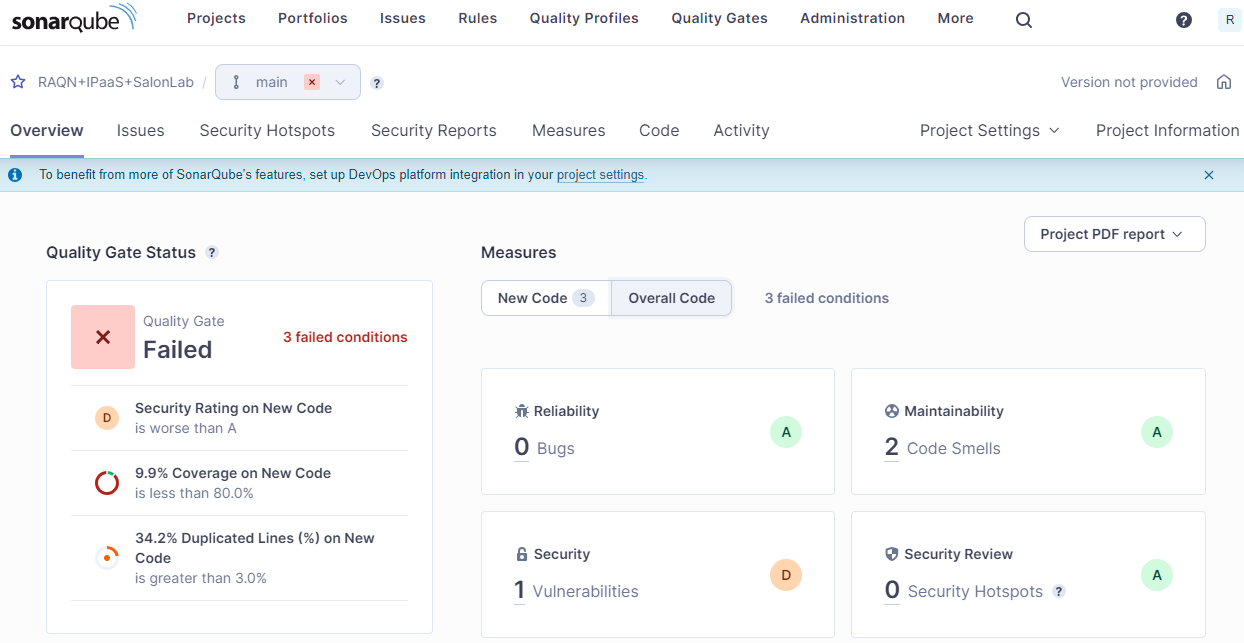 sonarqube Projects Portfolios Issues Rules Quality Profiles Quality Gates Administration More ? R
RAQN+IPaaS+SalonLab / main ? Version not provided
Overview Issues Security Hotspots Security Reports Measures Code Activity Project Settings Project Information
To benefit from more of SonarQube's features, set up DevOps platform integration in your project settings.
Project PDF report
Quality Gate Status ?
Quality Gate
Failed
3 failed conditions
D
Security Rating on New Code
is worse than A
9.9% Coverage on New Code
is less than 80.0%
34.2% Duplicated Lines (%) on New
Code
is greater than 3.0%
Measures
New Code 3 Overall Code 3 failed conditions
Reliability
0 Bugs
A
Maintainability
2 Code Smells
A
Security
1 Vulnerabilities
D
Security Review
0 Security Hotspots ?
A